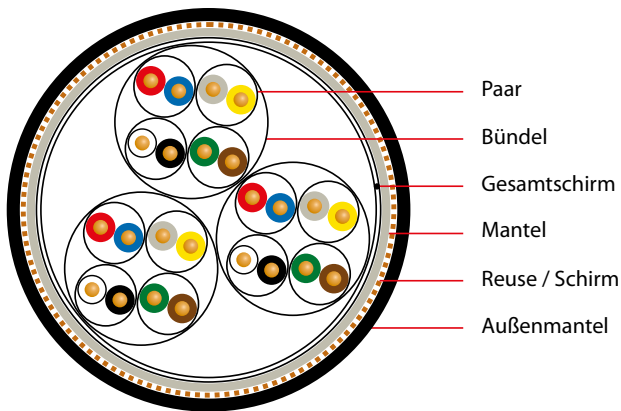 Paar
Bündel
Gesamtschirm
Mantel
Reuse / Schirm
Außenmantel